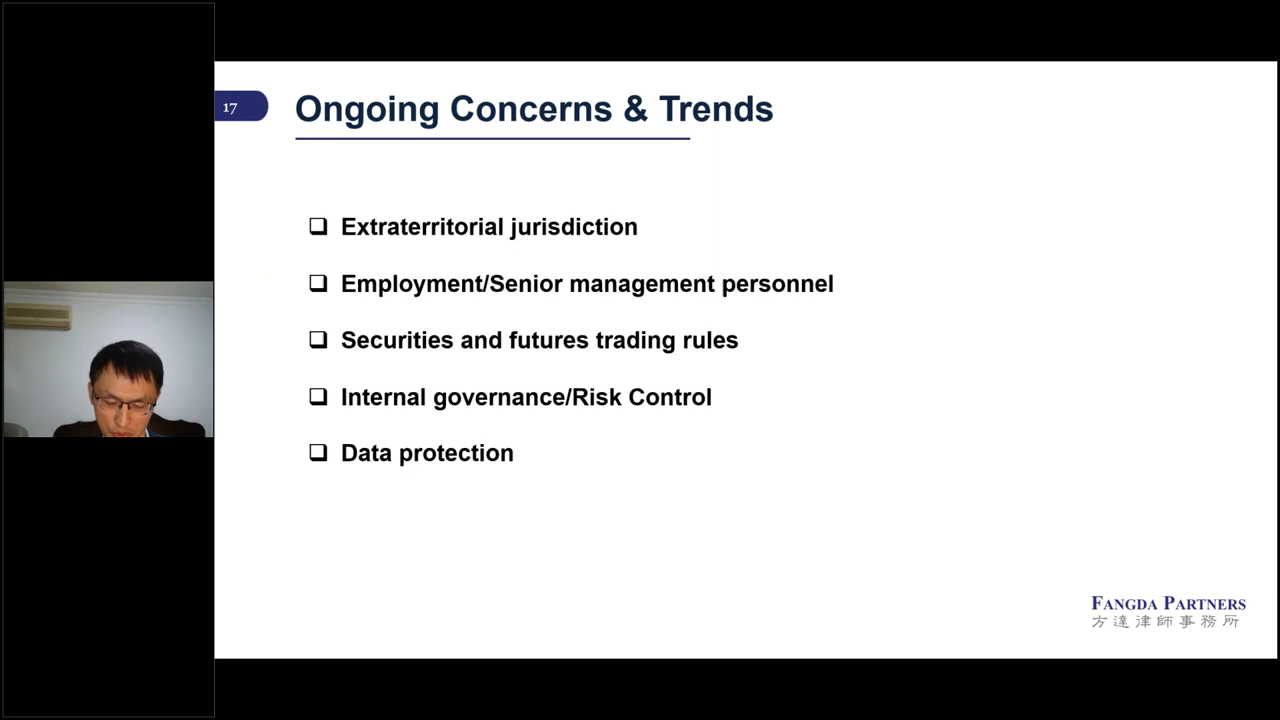 17
Ongoing Concerns & Trends
Extraterritorial jurisdiction
Employment/Senior management personnel
Securities and futures trading rules
Internal governance/Risk Control
Data protection
FANGDA PARTNERS
方達律師事務所